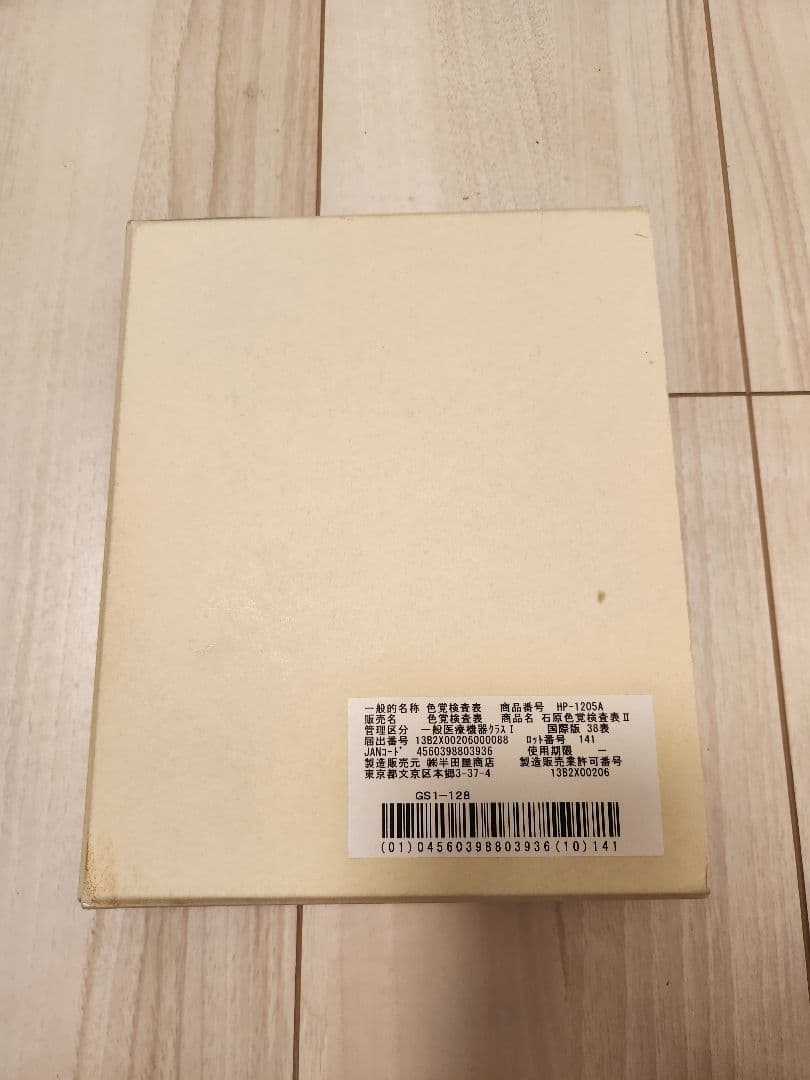 一般的名称 色覚検査表 商品番号 HP-1205A
販売名 色覚検査表 商品名 石原色覚検査表Ⅱ
管理区分 一般医療機器クラスⅠ 国際版 38表
届出番号 13B2X00206000088 ロット番号 141
JANコード 4560398803936 使用期限 ー
製造販売元 ㈱半田屋商店 製造販売業許可番号
東京都文京区本郷3-37-4 13B2X00206
GS1-128
(01)04560398803936(10)141